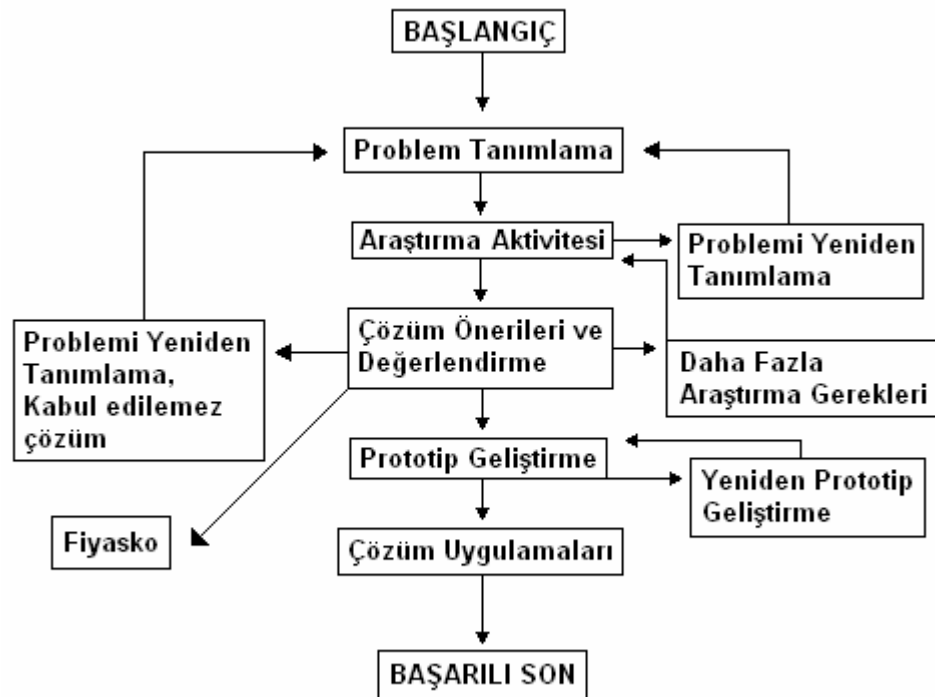 BAŞLANGIÇ
Problem Tanımlama
Araştırma Aktivitesi
Problemi Yeniden
Tanımlama
Çözüm Önerileri ve
Değerlendirme
Problemi Yeniden
Tanımlama,
Kabul edilemez
çözüm
Daha Fazla
Araştırma Gerekleri
Prototip Geliştirme
Yeniden Prototip
Geliştirme
Fiyasko
Çözüm Uygulamaları
BAŞARILI SON